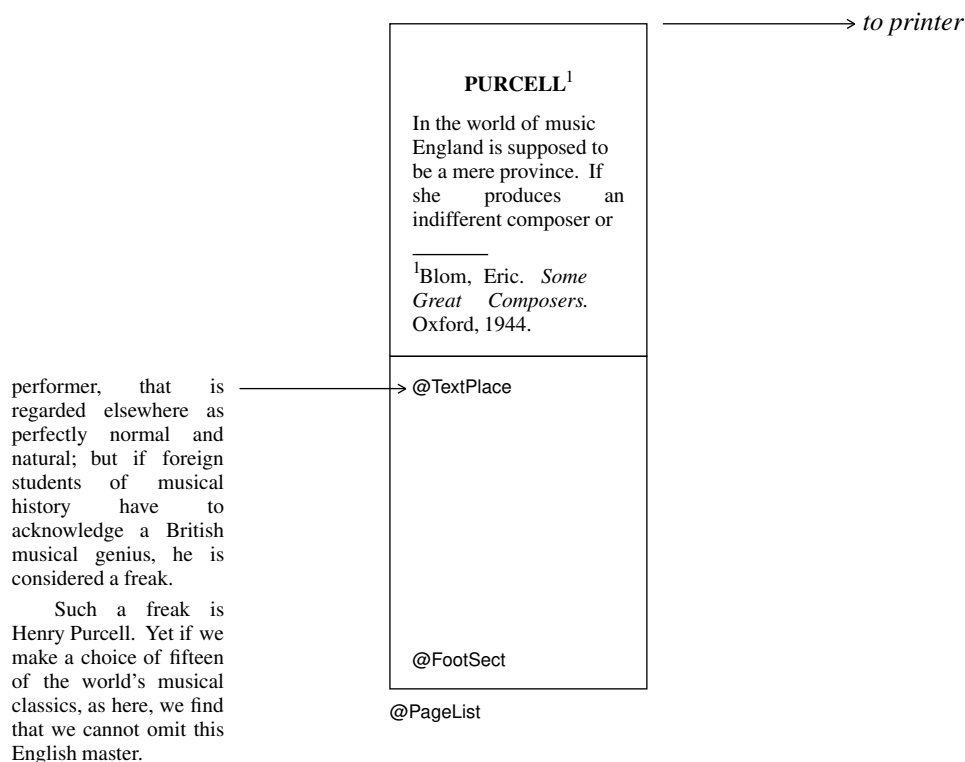 to printer
PURCELL1
In the world of music
England is supposed to
be a mere province. If
she produces an
indifferent composer or
1Blom, Eric. Some
Great Composers.
Oxford, 1944.
performer, that is
regarded elsewhere as
perfectly normal and
natural; but if foreign
students of musical
history have to
acknowledge a British
musical genius, he is
considered a freak.
Such a freak is
Henry Purcell. Yet if we
make a choice of fifteen
of the world's musical
classics, as here, we find
that we cannot omit this
English master.
@TextPlace
@FootSect
@PageList